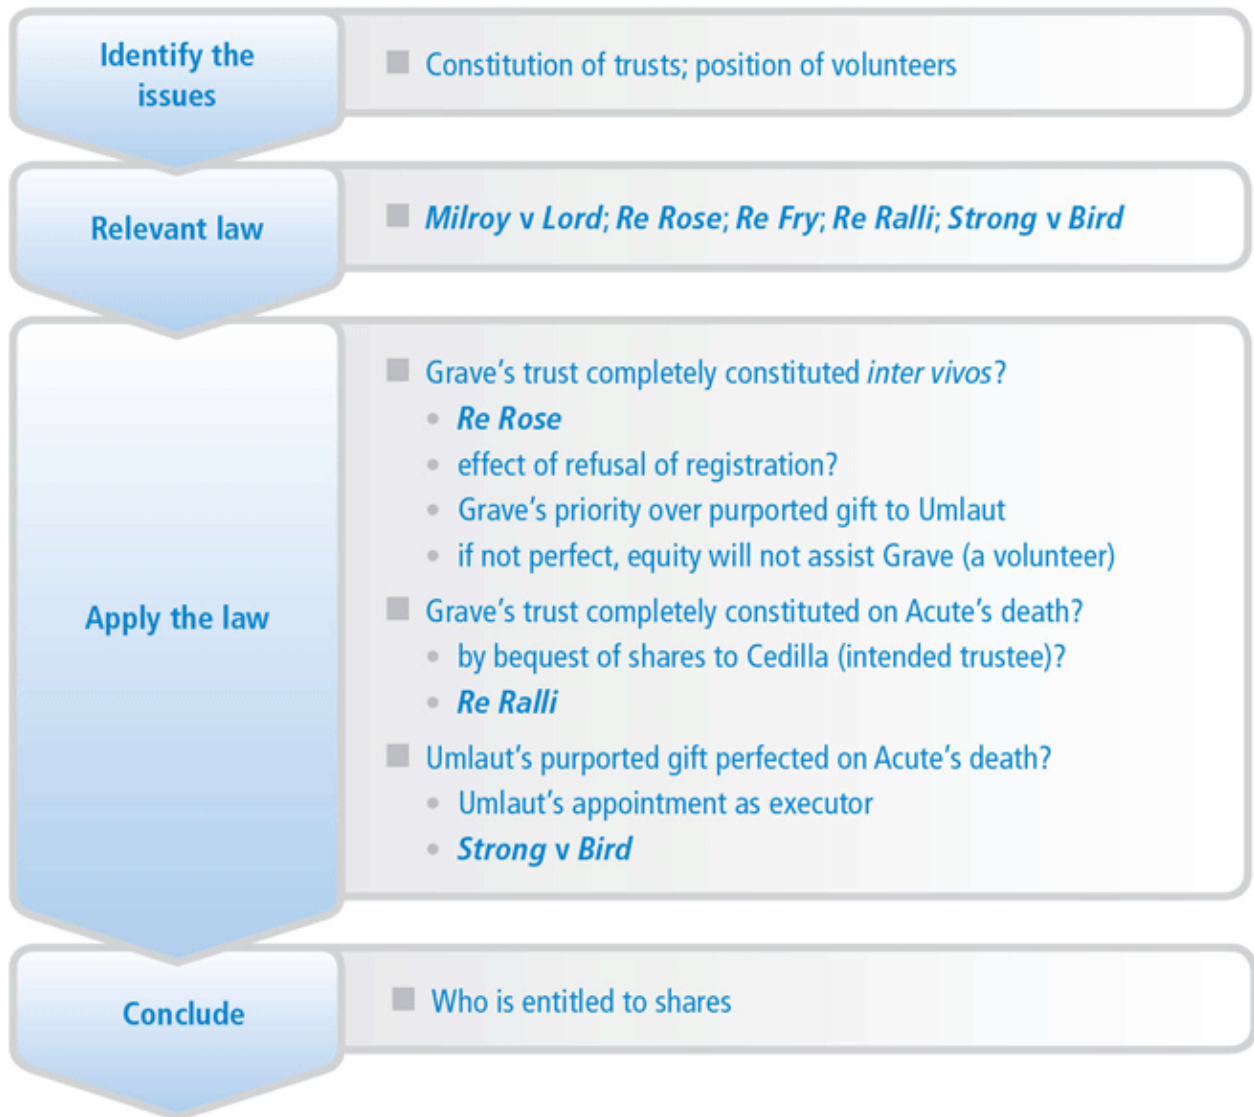 Identify the
issues
■ Constitution of trusts; position of volunteers
Relevant law
■ Milroy v Lord; Re Rose; Re Fry; Re Ralli; Strong v Bird
Apply the law
■ Grave's trust completely constituted inter vivos?
• Re Rose
• effect of refusal of registration?
• Grave's priority over purported gift to Umlaut
• if not perfect, equity will not assist Grave (a volunteer)
■ Grave's trust completely constituted on Acute's death?
• by bequest of shares to Cedilla (intended trustee)?
• Re Ralli
■ Umlaut's purported gift perfected on Acute's death?
• Umlaut's appointment as executor
• Strong v Bird
Conclude
■ Who is entitled to shares